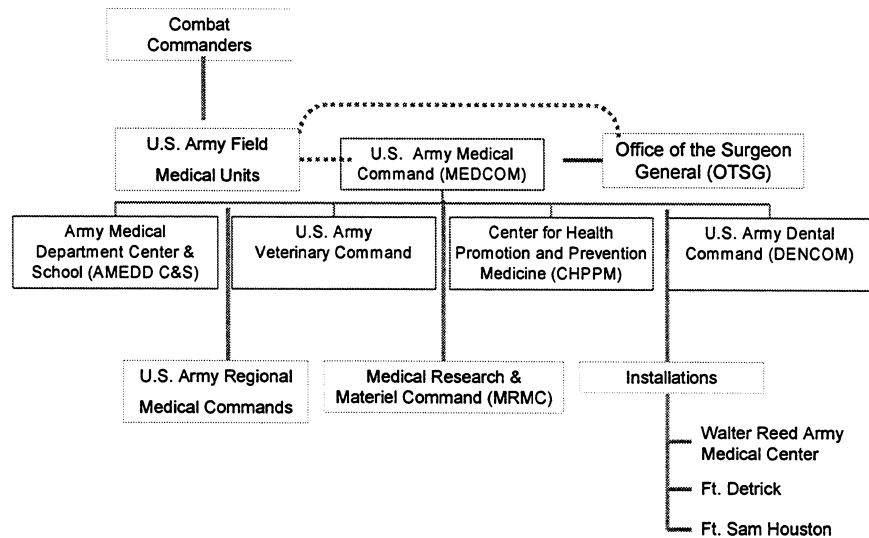 Combat
Commanders
U.S. Army Field
Medical Units
U.S. Army Medical
Command (MEDCOM)
Office of the Surgeon
General (OTSG)
Army Medical
Department Center &
School (AMEDD C&S)
U.S. Army
Veterinary Command
Center for Health
Promotion and Prevention
Medicine (CHPPM)
U.S. Army Dental
Command (DENCOM)
U.S. Army Regional
Medical Commands
Medical Research &
Materiel Command (MRMC)
Installations
Walter Reed Army
Medical Center
Ft. Detrick
Ft. Sam Houston